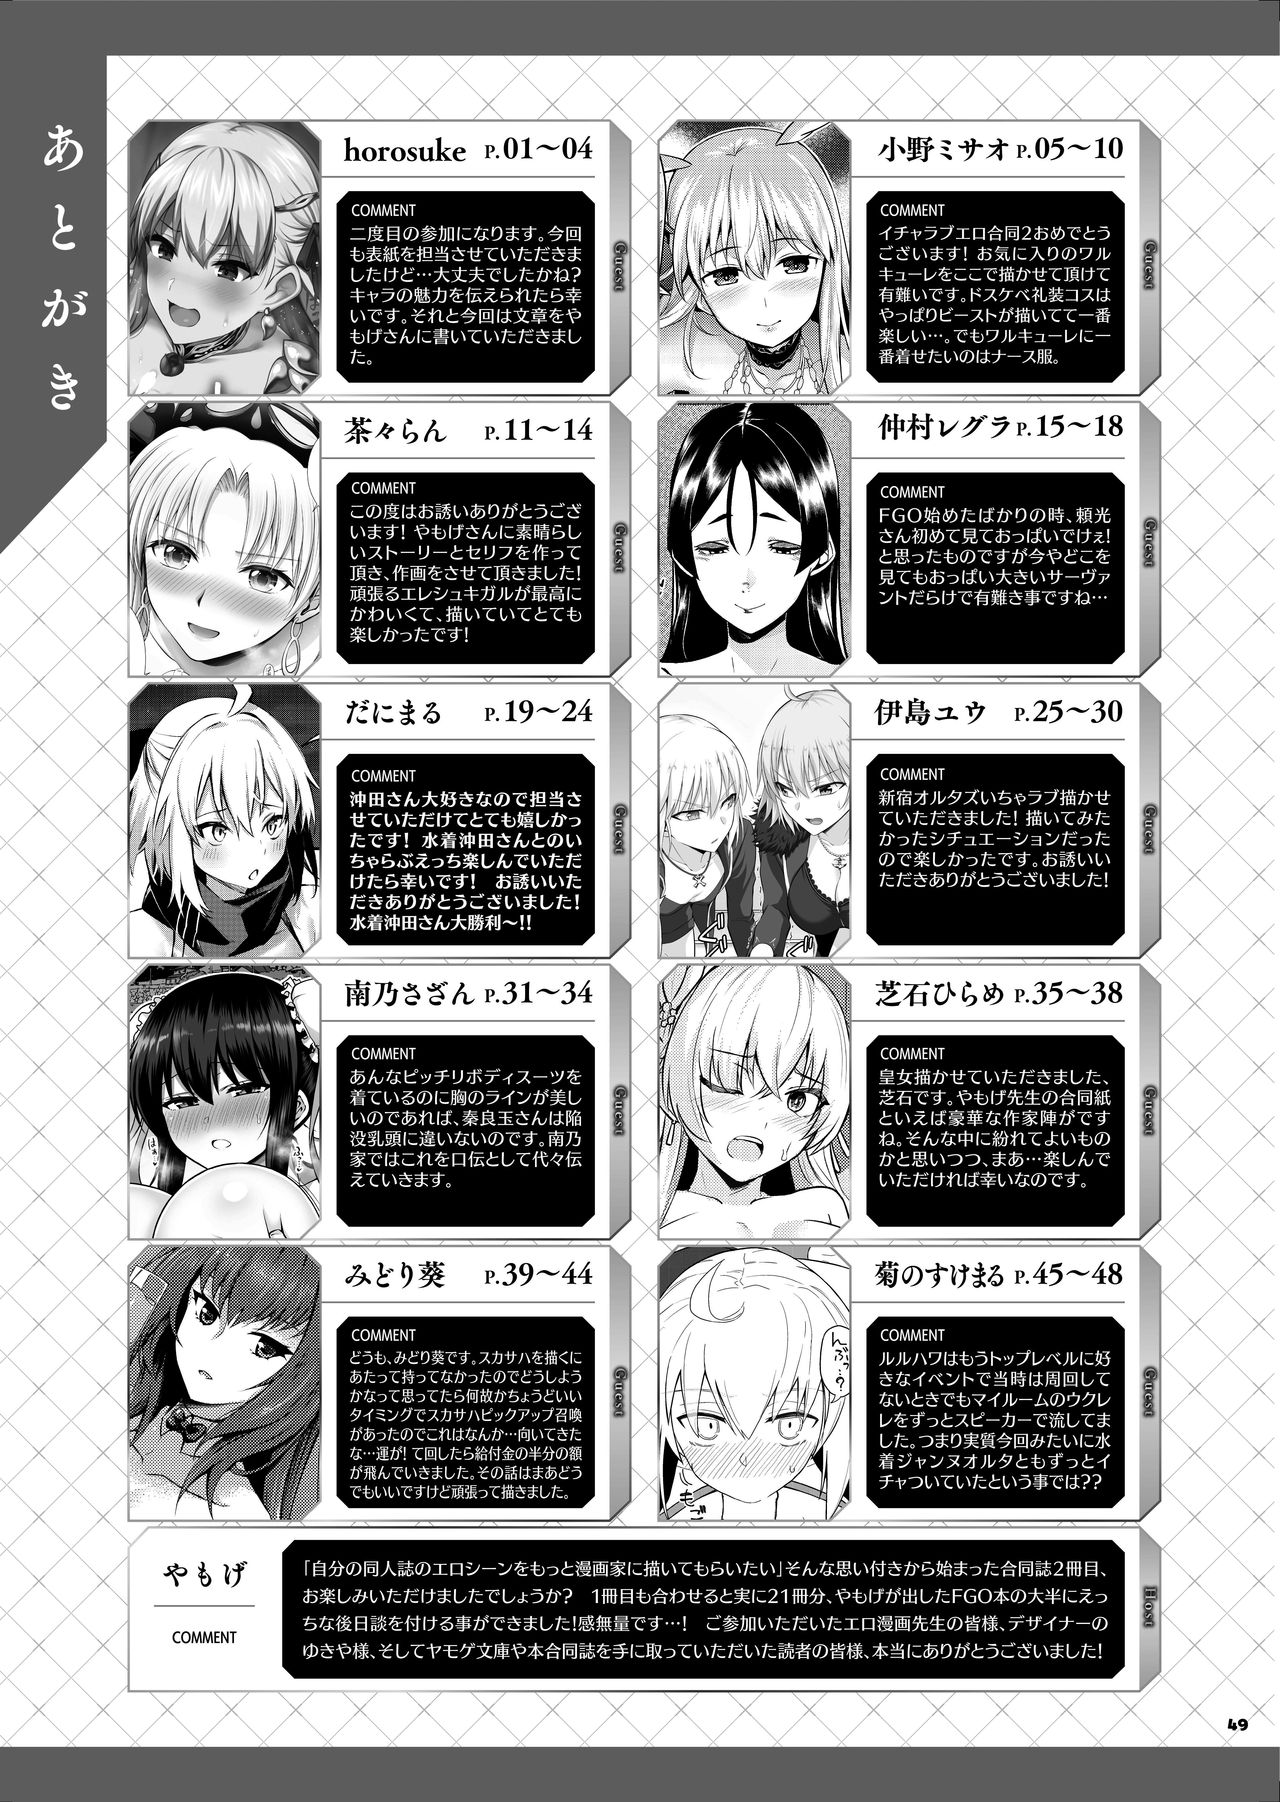 あとがき
horosuke P.01〜04
COMMENT
二度目の参加になります。今回
も表紙を担当させていただきま
したけど…大丈夫でしたかね?
キャラの魅力を伝えられたら幸
いです。それと今回は文章をや
もげさんに書いていただきまし
た。
Guest
小野ミサオ P.05〜10
COMMENT
イチャラブエロ合同2おめでとう
ございます! お気に入りのワル
キューレをここで描かせて頂けて
有難いです。ドスケベ礼装コスは
やっぱりビーストが描いてて一番
楽しい…。でもワルキューレに一
番着せたいのはナース服。
Guest
茶々らん P.11〜14
COMMENT
この度はお誘いありがとうござ
います! やもげさんに素晴らし
いストーリーとセリフを作って
頂き、作画をさせて頂きました!
頑張るエレシュキガルが最高に
かわいくて、描いていてとても
楽しかったです!
Guest
仲村レグラ P.15〜18
COMMENT
FGO始めたばかりの時、頼光
さん初めて見ておっぱいでけぇ!
と思ったものですが今やどこを
見てもおっぱい大きいサーヴァ
ントだらけで有難き事ですね…
Guest
だにまる P.19〜24
COMMENT
沖田さん大好きなので担当さ
せていただけてとても嬉しかっ
たです! 水着沖田さんとのい
ちゃらぶえっち楽しんでいただ
けたら幸いです! お誘いいた
だきありがとうございました!
水着沖田さん大勝利〜!!
Guest
伊島ユウ P.25〜30
COMMENT
新宿オルタズいちゃラブ描かせ
ていただきました! 描いてみた
かったシチュエーションだった
ので楽しかったです。お誘いい
ただきありがとうございました!
Guest
南乃さざん P.31〜34
COMMENT
あんなピッチリボディスーツを
着ているのに胸のラインが美し
いのであれば、秦良玉さんは陥
没乳頭に違いないのです。南乃
家ではこれを口伝として代々伝
えていきます。
Guest
芝石ひらめ P.35〜38
COMMENT
皇女描かせていただきました、
芝石です。やもげ先生の合同紙
といえば豪華な作家陣がです
ね。そんな中に紛れてよいもの
かと思いつつ、まあ…楽しんで
いただければ幸いなのです。
Guest
みどり葵 P.39〜44
COMMENT
どうも、みどり葵です。スカサハを描くに
あたって持ってなかったのでどうしよう
かなって思ってたら何故かちょうどいい
タイミングでスカサハピックアップ召喚
があったのでこれはなんか…向いてきた
な…運が! て回したら給付金の半分の額
が飛んでいきました。その話はまあどう
でもいいですけど頑張って描きました。
Guest
菊のすけまる P.45〜48
んぶっ…?
もご
COMMENT
ルルハワはもうトップレベルに好
きなイベントで当時は周回して
ないときでもマイルームのウクレ
レをずっとスピーカーで流してま
した。つまり実質今回みたいに水
着ジャンヌオルタともずっとイ
チャついていたという事では??
Guest
やもげ
COMMENT
「自分の同人誌のエロシーンをもっと漫画家に描いてもらいたい」そんな思い付きから始まった合同誌2冊目、
お楽しみいただけましたでしょうか? 1冊目も合わせると実に21冊分、やもげが出したFGO本の大半にえっ
ちな後日談を付ける事ができました!感無量です…! ご参加いただいたエロ漫画先生の皆様、デザイナーの
ゆきや様、そしてヤモゲ文庫や本合同誌を手に取っていただいた読者の皆様、本当にありがとうございました!
Host
49